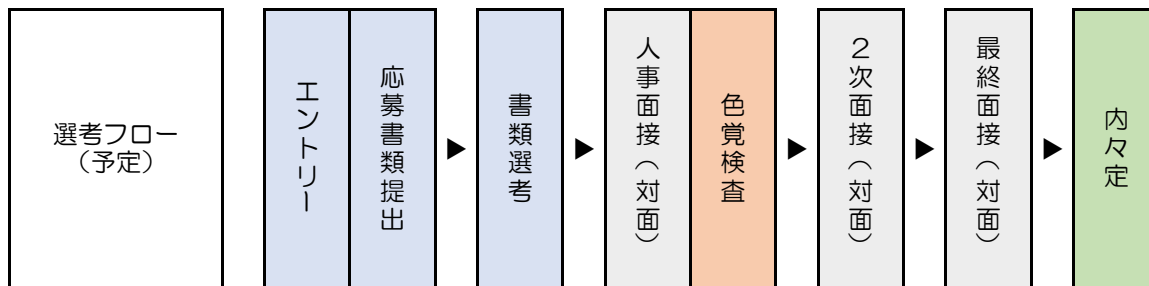 選考フロー
（予定）
エントリー
応募書類提出
▶
書類選考
▶
人事面接（対面）
色覚検査
▶
２次面接（対面）
▶
最終面接（対面）
▶
内々定